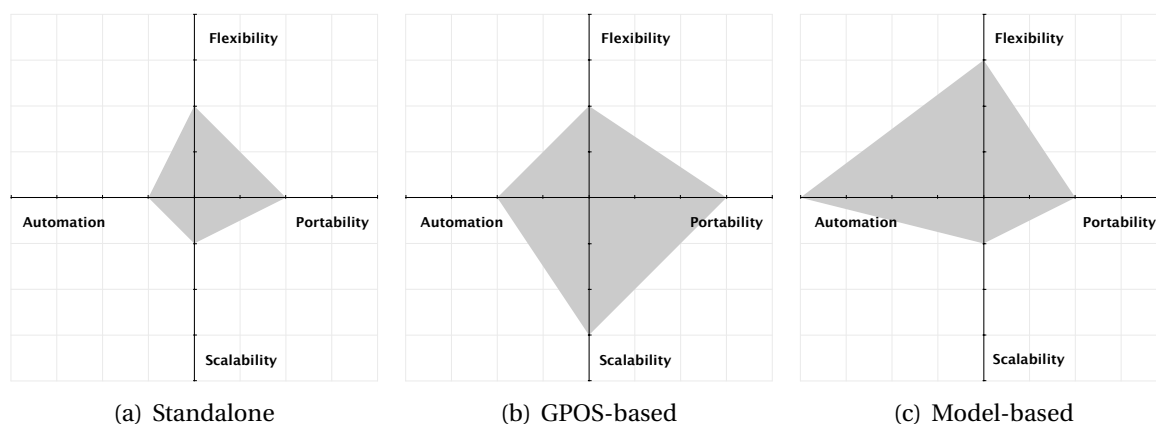 Flexibility Flexibility Flexibility
Automation Portability Automation Portability Automation Portability
Scalability Scalability Scalability
(a) Standalone (b) GPOS-based (c) Model-based